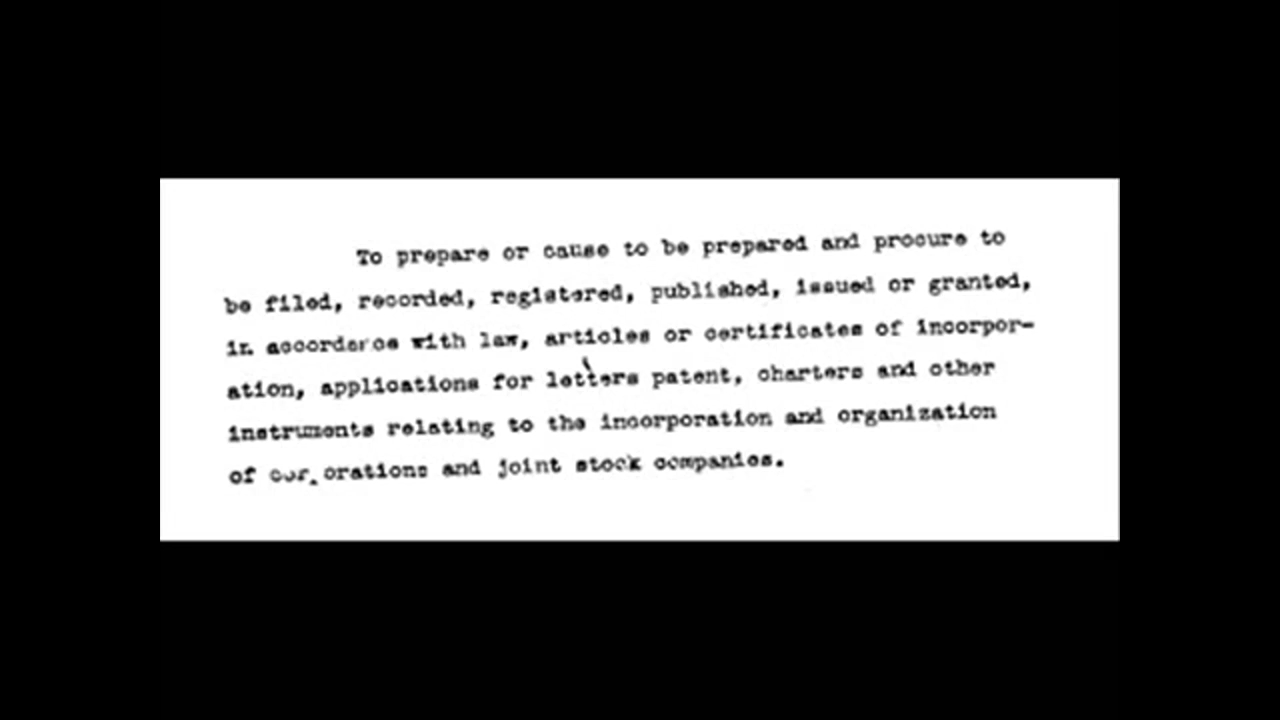 To prepare or cause to be prepared and procure to
be filed, recorded, registered, published, issued or granted,
in accordance with law, articles or certificates of incorpor-
ation, applications for letters patent, charters and other
instruments relating to the incorporation and organization
of corporations and joint stock companies.